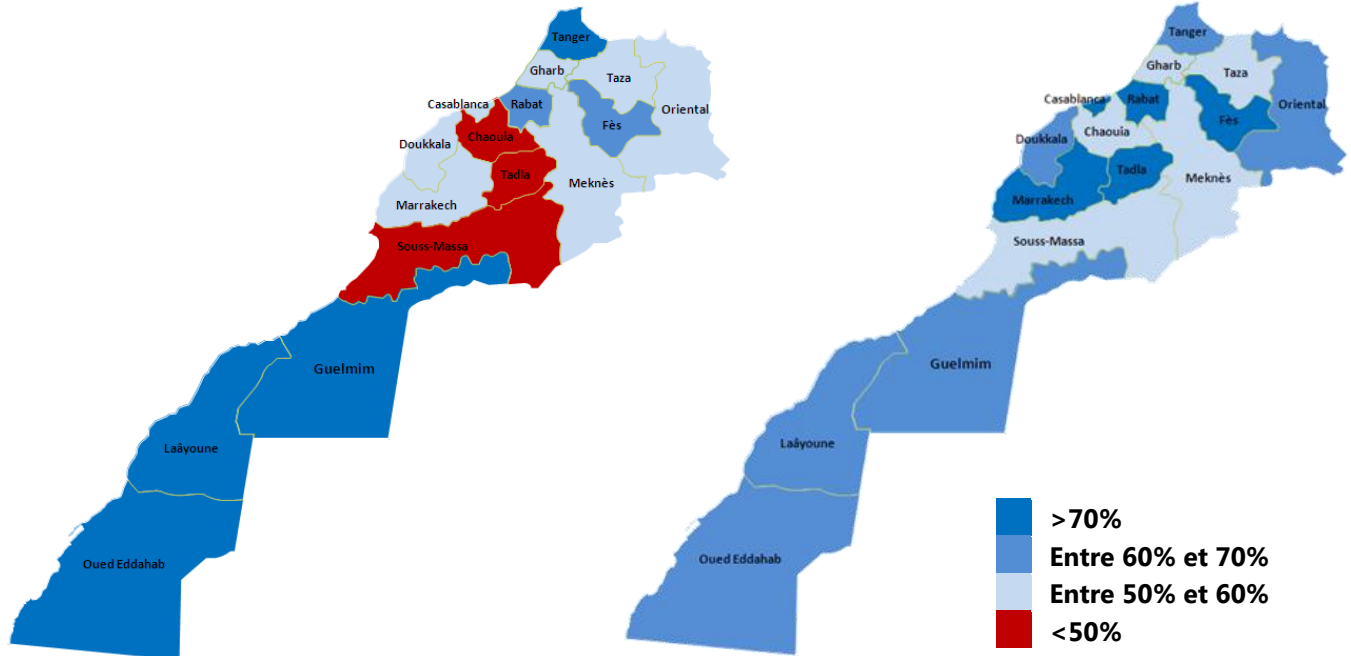 Tanger
Gharb
Taza
Casablanca
Rabat
Oriental
Fès
Chaouia
Doukkala
Tadla
Meknès
Marrakech
Souss-Massa
Guelmim
Laâyoune
Oued Eddahab
Tanger
Gharb
Taza
Casablanca
Rabat
Oriental
Fès
Chaouia
Doukkala
Tadla
Meknès
Marrakech
Souss-Massa
Guelmim
Laâyoune
Oued Eddahab
>70%
Entre 60% et 70%
Entre 50% et 60%
<50%